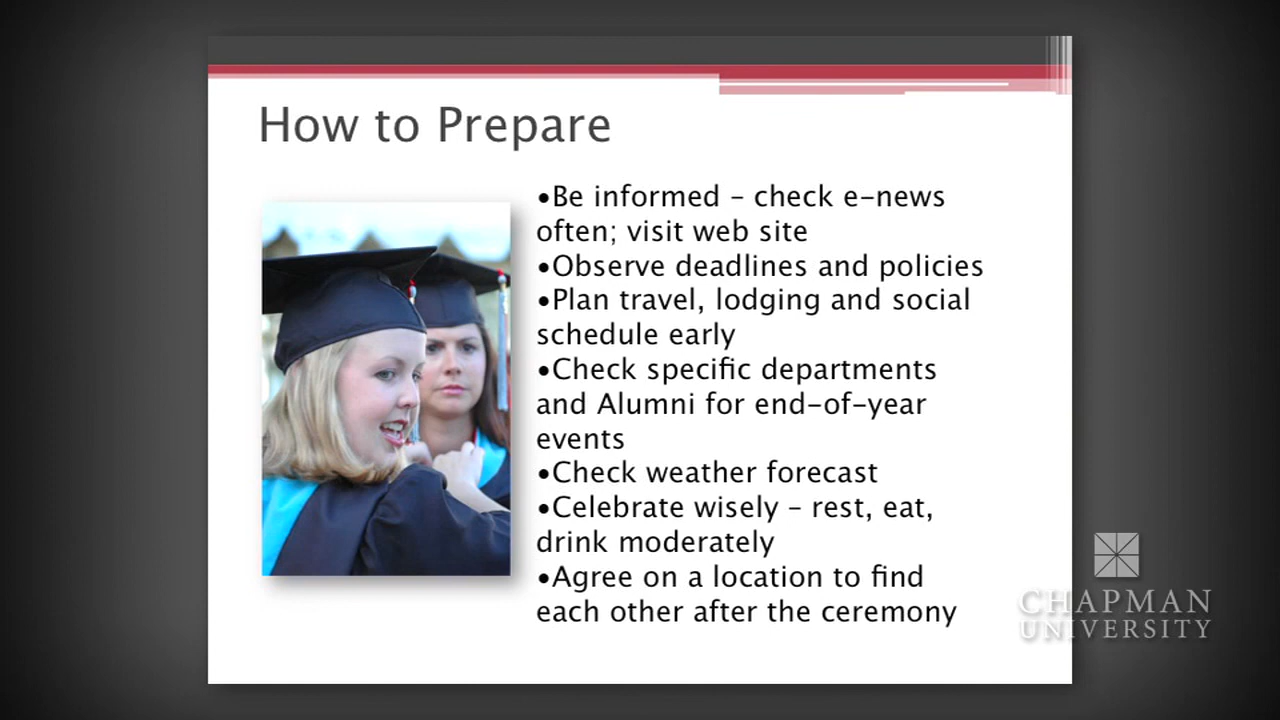 How to Prepare
•Be informed – check e-news
often; visit web site
•Observe deadlines and policies
•Plan travel, lodging and social
schedule early
•Check specific departments
and Alumni for end-of-year
events
•Check weather forecast
•Celebrate wisely – rest, eat,
drink moderately
•Agree on a location to find
each other after the ceremony
CHAPMAN
UNIVERSITY